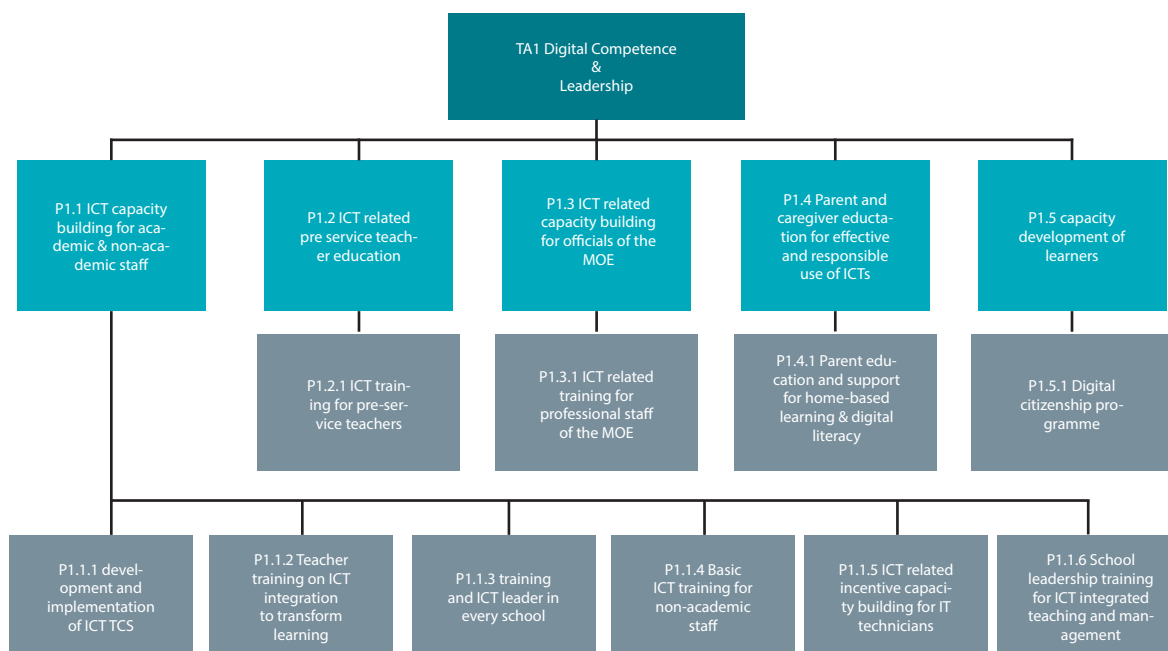 TA1 Digital Competence
&
Leadership
P1.1 ICT capacity
building for aca-
demic & non-aca-
demic staff
P1.2 ICT related
pre service teach-
er education
P1.3 ICT related
capacity building
for officials of the
MOE
P1.4 Parent and
caregiver eductа-
tion for effective
and responsible
use of ICTs
P1.5 capacity
development of
learners
P1.2.1 ICT train-
ing for pre-ser-
vice teachers
P1.3.1 ICT related
training for
professional staff
of the MOE
P1.4.1 Parent edu-
cation and support
for home-based
learning & digital
literacy
P1.5.1 Digital
citizenship pro-
gramme
P1.1.1 devel-
opment and
implementation
of ICT TCS
P1.1.2 Teacher
training on ICT
integration
to transform
learning
P1.1.3 training
and ICT leader in
every school
P1.1.4 Basic
ICT training for
non-academic
staff
P1.1.5 ICT related
incentive capaci-
ty building for IT
technicians
P1.1.6 School
leadership training
for ICT integrated
teaching and man-
agement